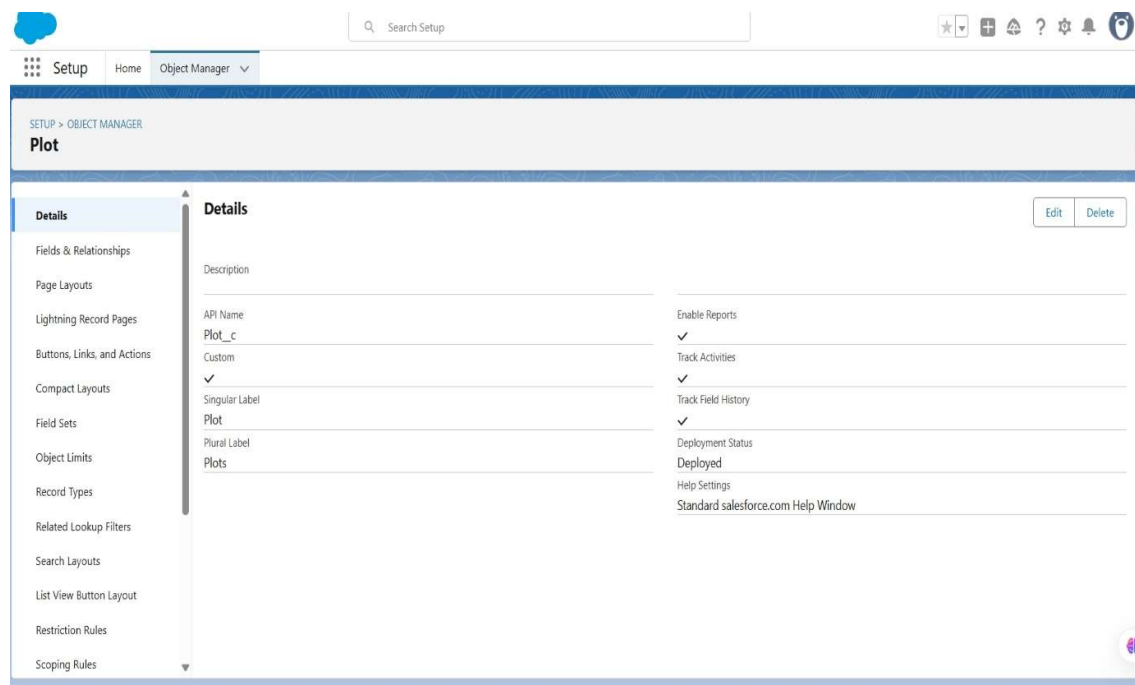 Search Setup
Setup
Home
Object Manager
SETUP > OBJECT MANAGER
Plot
Details
Fields & Relationships
Page Layouts
Lightning Record Pages
Buttons, Links, and Actions
Compact Layouts
Field Sets
Object Limits
Record Types
Related Lookup Filters
Search Layouts
List View Button Layout
Restriction Rules
Scoping Rules
Details
Edit
Delete
Description
API Name
Plot__c
Custom
Singular Label
Plot
Plural Label
Plots
Enable Reports
Track Activities
Track Field History
Deployment Status
Deployed
Help Settings
Standard salesforce.com Help Window